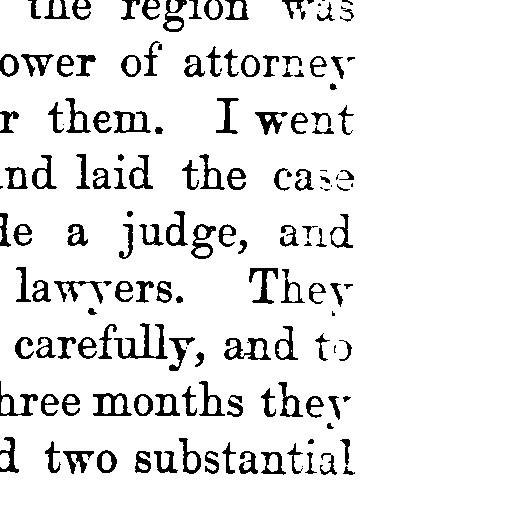 the region was
ower of attorney
r them. I went
nd laid the case
le a judge, and
lawyers. They
carefully, and to
hree months they
d two substantial